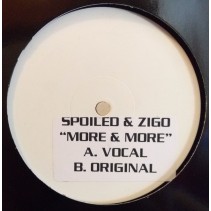 SPOILED & ZIGO
"MORE & MORE"
A. VOCAL
B. ORIGINAL